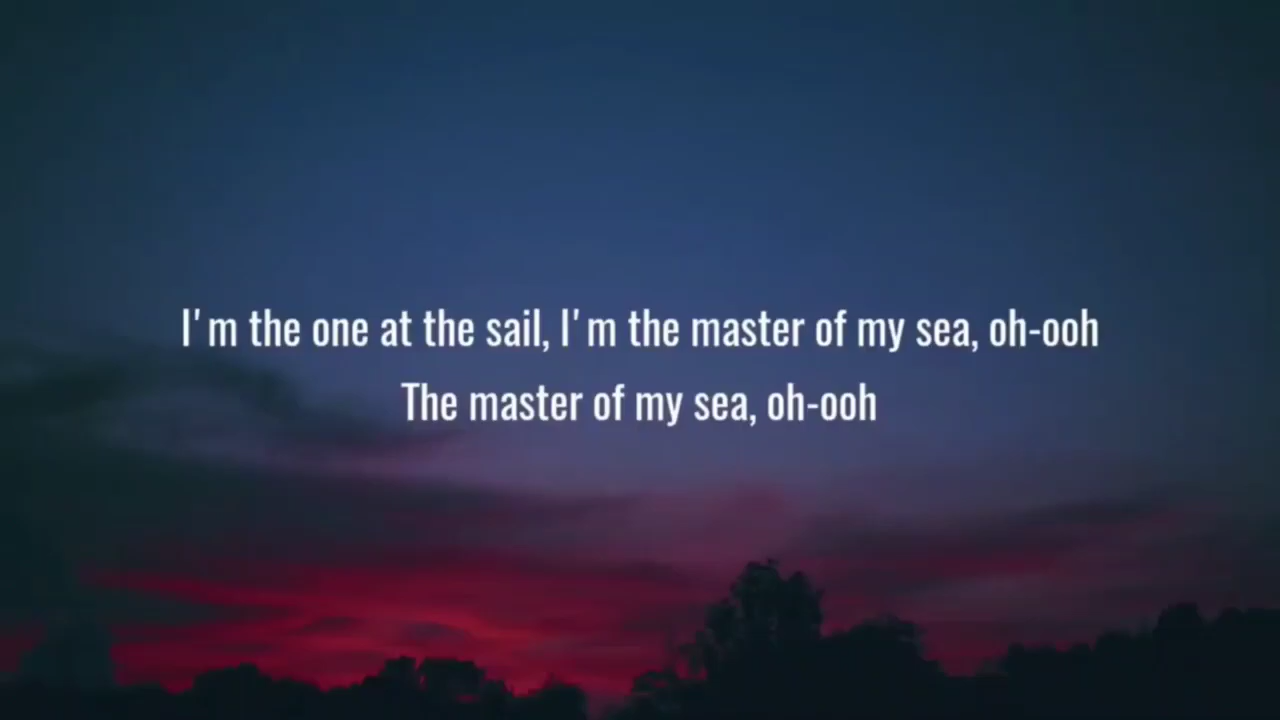 I'm the one at the sail, I'm the master of my sea, oh-ooh
The master of my sea, oh-ooh